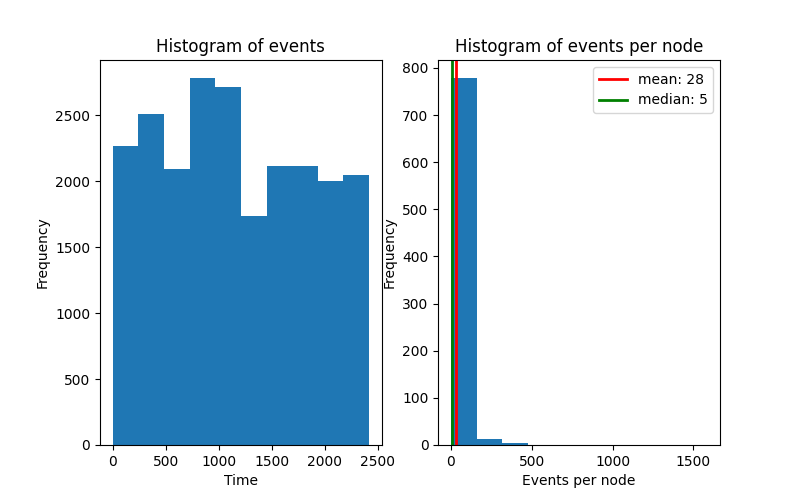 Histogram of events
2500
2000
1500
1000
500
0
Frequency
0 500 1000 1500 2000 2500
Time
Histogram of events per node
mean: 28
median: 5
800
700
600
500
400
300
200
100
0
Frequency
0 500 1000 1500
Events per node